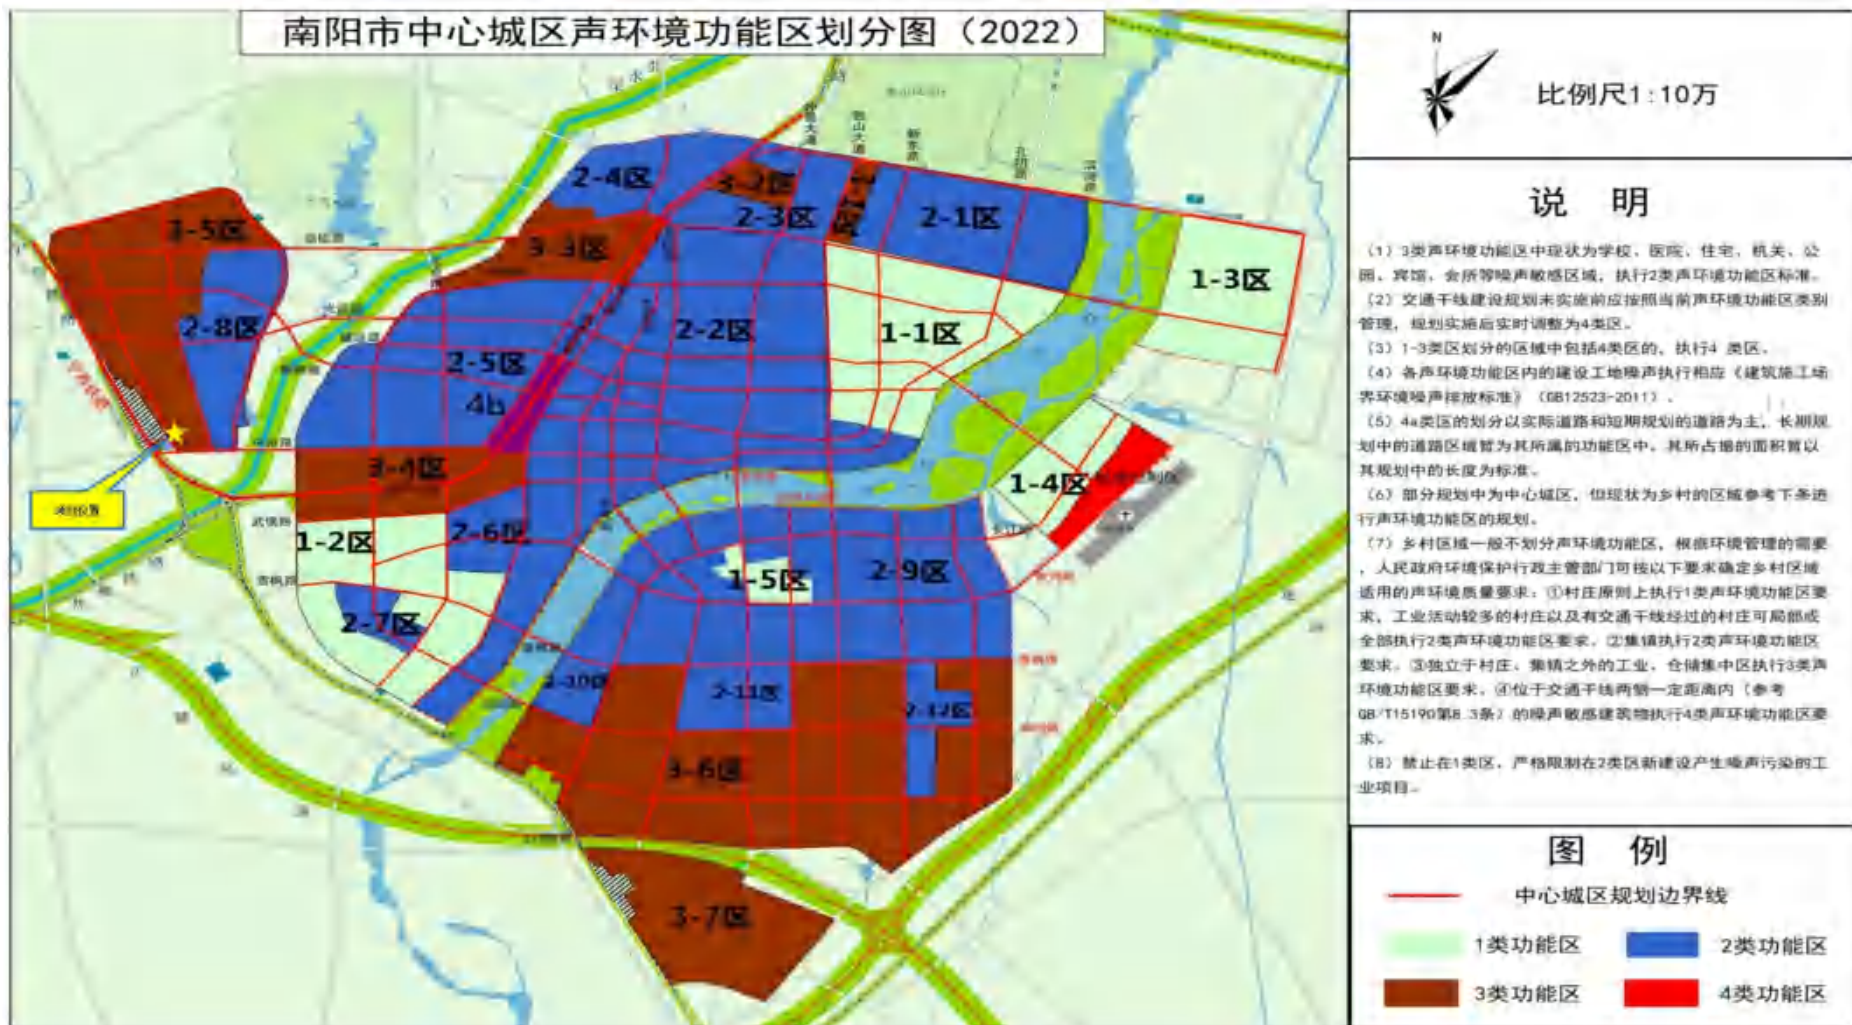 南阳市中心城区声环境功能区划分图（2022）
N
比例尺1:10万
说 明
（1）3类声环境功能区中现状为学校、医院、住宅、机关、公
园、宾馆、会所等噪声敏感区域，执行2类声环境功能区标准。
（2）交通干线建设规划未实施前应按照当前声环境功能区类别
管理，规划实施后实时调整为4类区。
（3）1-3类区划分的区域中包括4类区的，执行4 类区。
（4）各声环境功能区内的建设工地噪声执行相应《建筑施工场
界环境噪声排放标准》（GB12523-2011）。
（5）4a类区的划分以实际道路和短期规划的道路为主，长期规
划中的道路区域暂为其所属的功能区中，其所占据的面积暂以
其规划中的长度为标准。
（6）部分规划中为中心城区，但现状为乡村的区域参考下条进
行声环境功能区的规划。
（7）乡村区域一般不划分声环境功能区，根据环境管理的需要
，人民政府环境保护行政主管部门可按以下要求确定乡村区域
适用的声环境质量要求：①村庄原则上执行1类声环境功能区要
求，工业活动较多的村庄以及有交通干线经过的村庄可局部或
全部执行2类声环境功能区要求。②集镇执行2类声环境功能区
要求。③独立于村庄、集镇之外的工业、仓储集中区执行3类声
环境功能区要求。④位于交通干线两侧一定距离内（参考
GB/T15190第8.3条）的噪声敏感建筑物执行4类声环境功能区要
求。
（8）禁止在1类区、严格限制在2类区新建设产生噪声污染的工
业项目。
图 例
中心城区规划边界线
1类功能区
2类功能区
3类功能区
4类功能区
独山大道
新东路
孔明路
滨河路
2-4区
3-2区
2-3区
2-1区
3-5区
3-3区
1-3区
2-8区
2-2区
1-1区
2-5区
4b
3-4区
1-4区
项目位置
武侯路
1-2区
2-6区
1-5区
2-9区
2-7区
2-10区
2-11区
2-12区
3-6区
3-7区